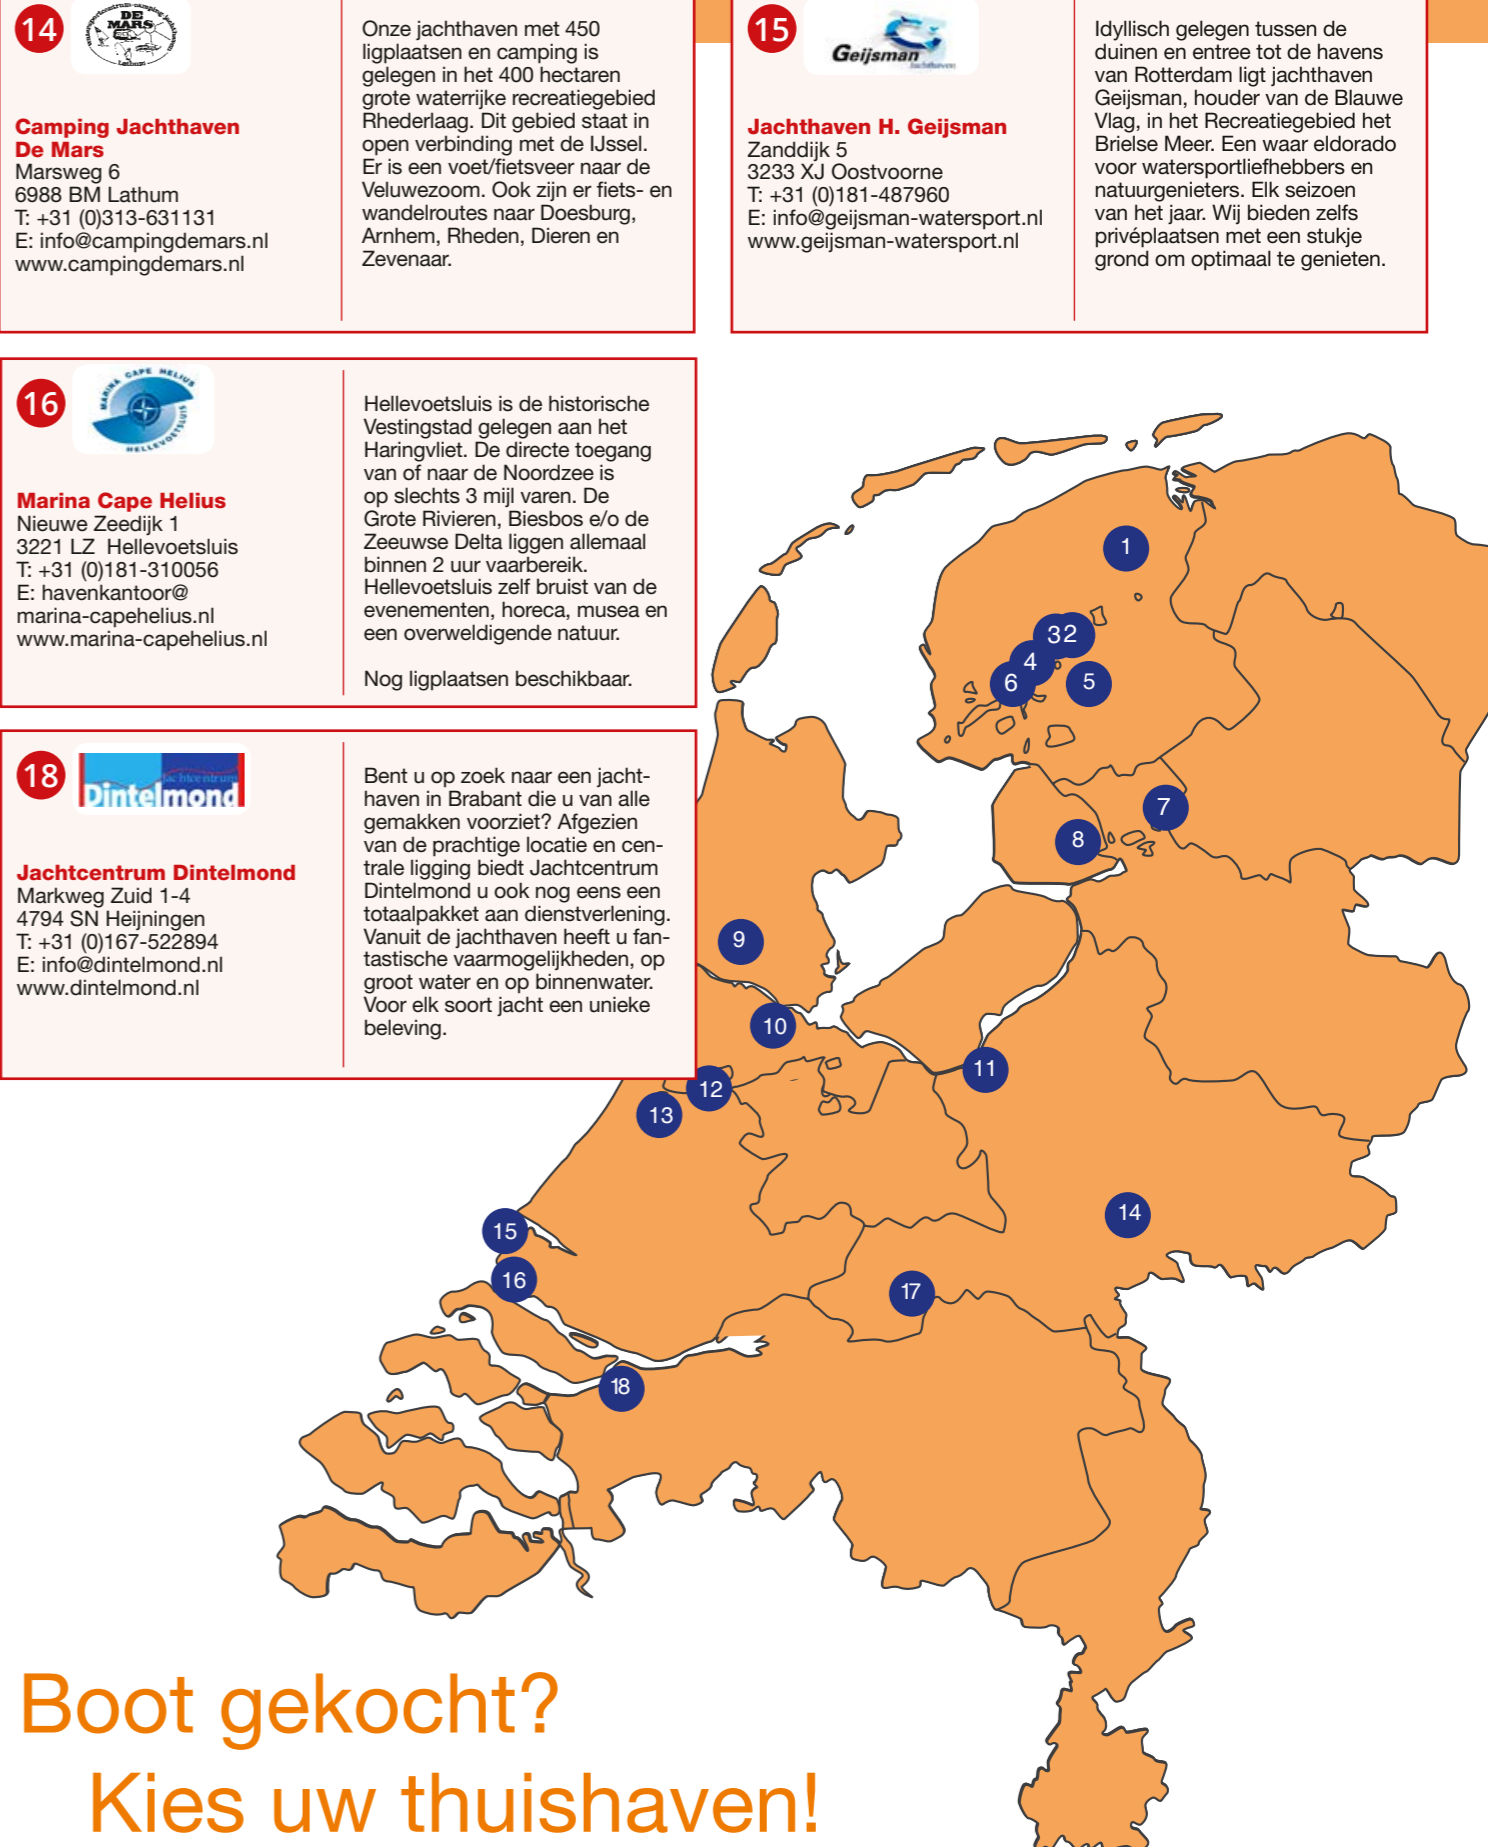 14
DE
MARS
Lathum
Camping Jachthaven
De Mars
Marsweg 6
6988 BM Lathum
T: +31 (0)313-631131
E: info@campingdemars.nl
www.campingdemars.nl
Onze jachthaven met 450
ligplaatsen en camping is
gelegen in het 400 hectaren
grote waterrijke recreatiegebied
Rhederlaag. Dit gebied staat in
open verbinding met de IJssel.
Er is een voet/fietsveer naar de
Veluwezoom. Ook zijn er fiets- en
wandelroutes naar Doesburg,
Arnhem, Rheden, Dieren en
Zevenaar.
15
Geijsman
Jachthaven
Jachthaven H. Geijsman
Zanddijk 5
3233 XJ Oostvoorne
T: +31 (0)181-487960
E: info@geijsman-watersport.nl
www.geijsman-watersport.nl
Idyllisch gelegen tussen de
duinen en entree tot de havens
van Rotterdam ligt jachthaven
Geijsman, houder van de Blauwe
Vlag, in het Recreatiegebied het
Brielse Meer. Een waar eldorado
voor watersportliefhebbers en
natuurgenieters. Elk seizoen
van het jaar. Wij bieden zelfs
privéplaatsen met een stukje
grond om optimaal te genieten.
16
MARINA CAPE HELIUS
HELLEVOETSLUIS
Marina Cape Helius
Nieuwe Zeedijk 1
3221 LZ Hellevoetsluis
T: +31 (0)181-310056
E: havenkantoor@
marina-capehelius.nl
www.marina-capehelius.nl
Hellevoetsluis is de historische
Vestingstad gelegen aan het
Haringvliet. De directe toegang
van of naar de Noordzee is
op slechts 3 mijl varen. De
Grote Rivieren, Biesbos e/o de
Zeeuwse Delta liggen allemaal
binnen 2 uur vaarbereik.
Hellevoetsluis zelf bruist van de
evenementen, horeca, musea en
een overweldigende natuur.
Nog ligplaatsen beschikbaar.
18
Jachtcentrum
Dintelmond
Jachtcentrum Dintelmond
Markweg Zuid 1-4
4794 SN Heijningen
T: +31 (0)167-522894
E: info@dintelmond.nl
www.dintelmond.nl
Bent u op zoek naar een jacht-
haven in Brabant die u van alle
gemakken voorziet? Afgezien
van de prachtige locatie en cen-
trale ligging biedt Jachtcentrum
Dintelmond u ook nog eens een
totaalpakket aan dienstverlening.
Vanuit de jachthaven heeft u fan-
tastische vaarmogelijkheden, op
groot water en op binnenwater.
Voor elk soort jacht een unieke
beleving.
1
32
4
6
5
7
8
9
10
11
12
13
14
15
16
17
18
Boot gekocht?
Kies uw thuishaven!